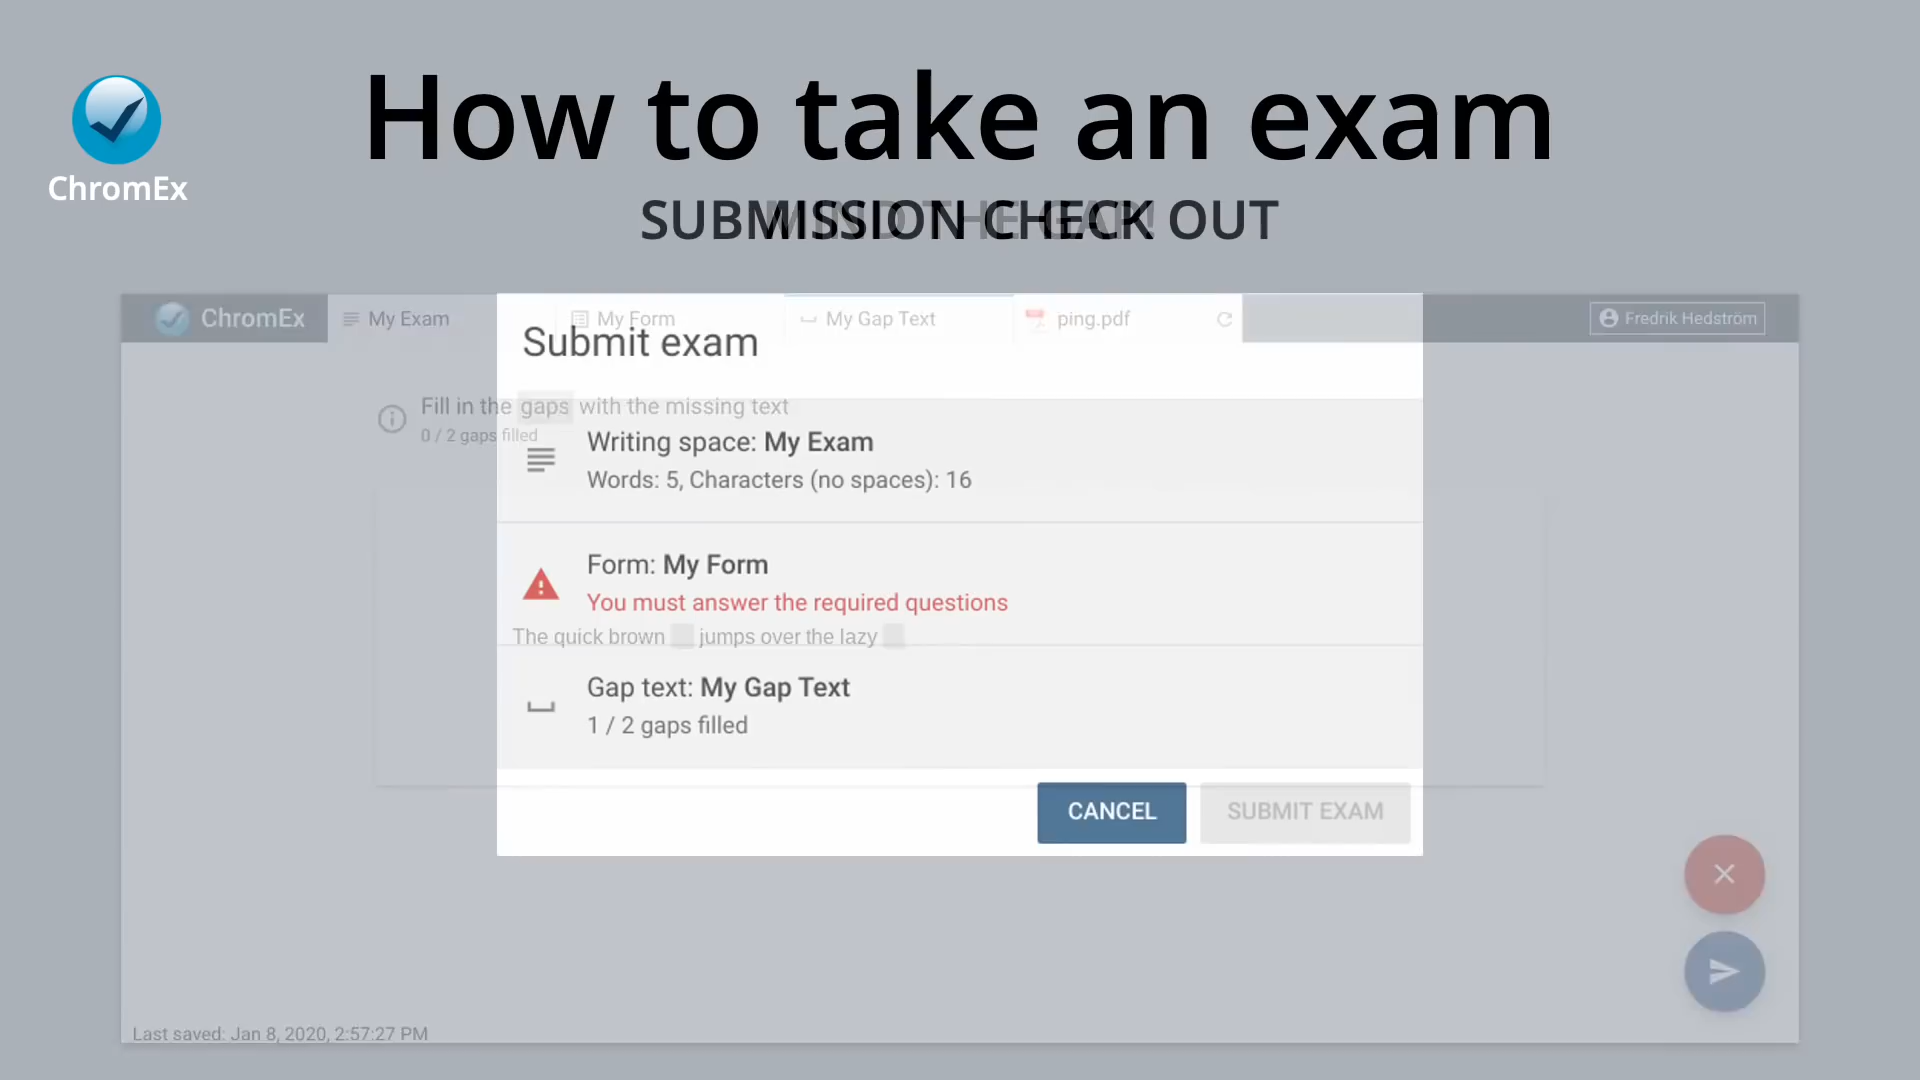 How to take an exam
ChromEx
SUBMISSION CHECK OUT
MIND THE GAP!
ChromEx
My Exam
My Form
My Gap Text
ping.pdf
Fredrik Hedström
Submit exam
Fill in the gaps with the missing text
0 / 2 gaps filled
Writing space: My Exam
Words: 5, Characters (no spaces): 16
Form: My Form
You must answer the required questions
The quick brown jumps over the lazy
Gap text: My Gap Text
1 / 2 gaps filled
CANCEL
SUBMIT EXAM
Last saved: Jan 8, 2020, 2:57:27 PM